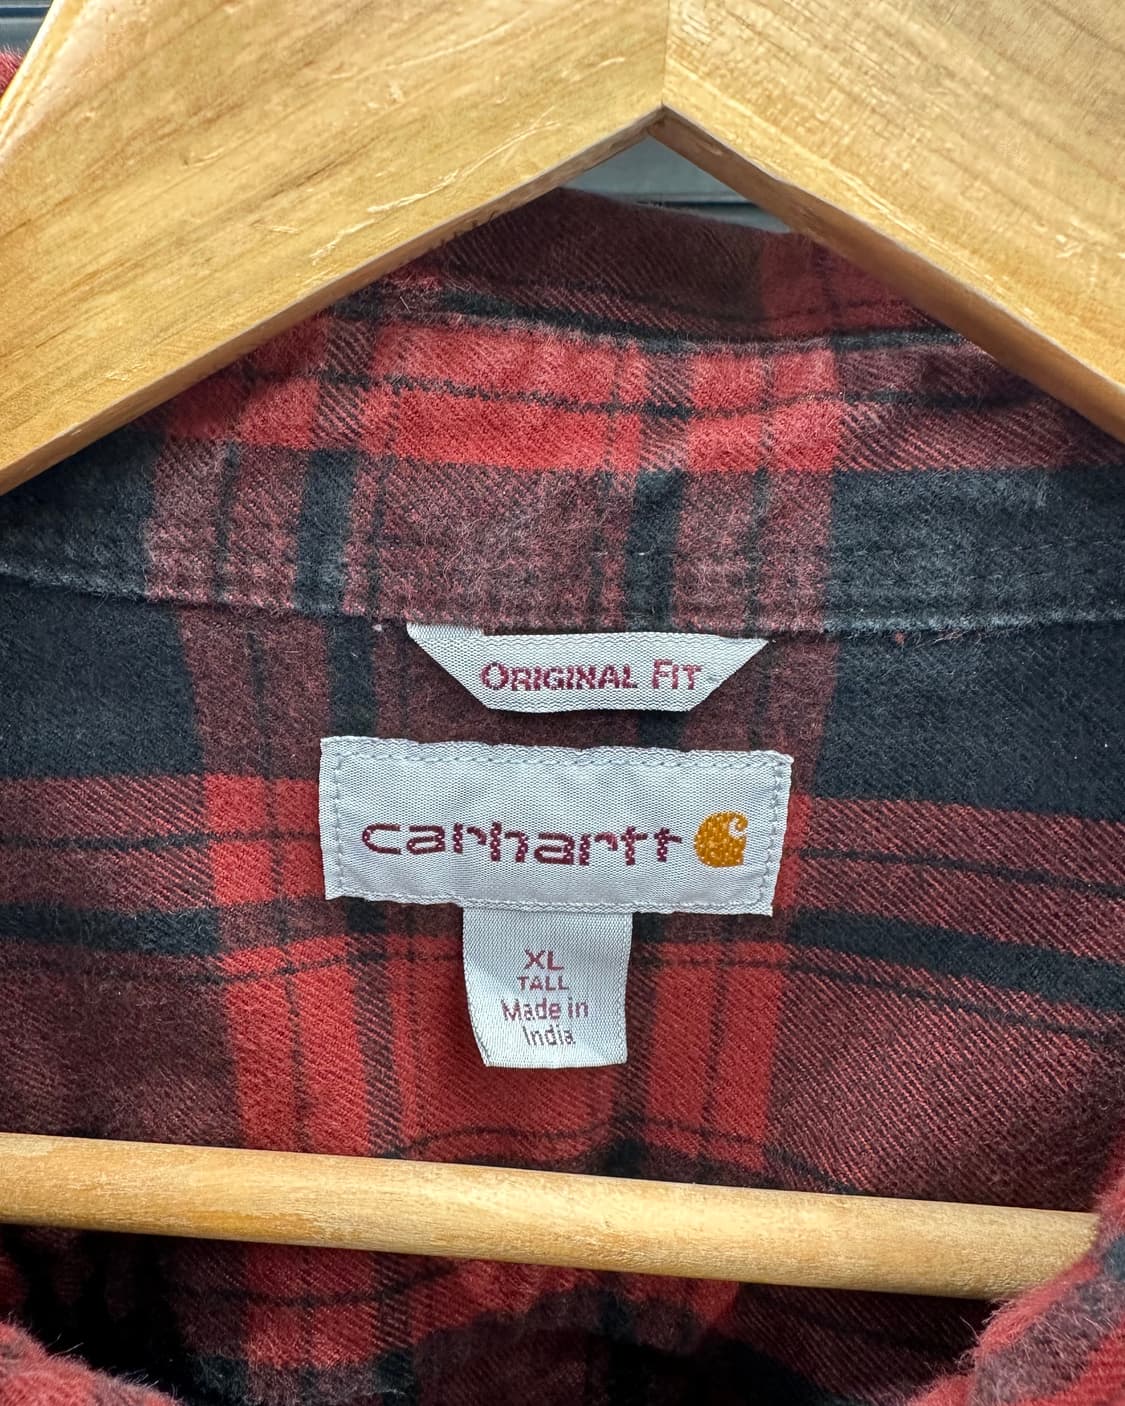 ORIGINAL FIT
carhartt
XL
TALL
Made in
India